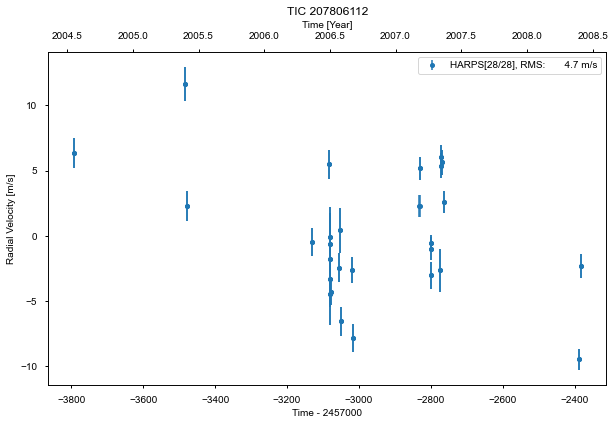 TIC 207806112
Time [Year]
2004.5 2005.0 2005.5 2006.0 2006.5 2007.0 2007.5 2008.0 2008.5
HARPS[28/28], RMS: 4.7 m/s
10
5
0
−5
−10
Radial Velocity [m/s]
−3800 −3600 −3400 −3200 −3000 −2800 −2600 −2400
Time - 2457000